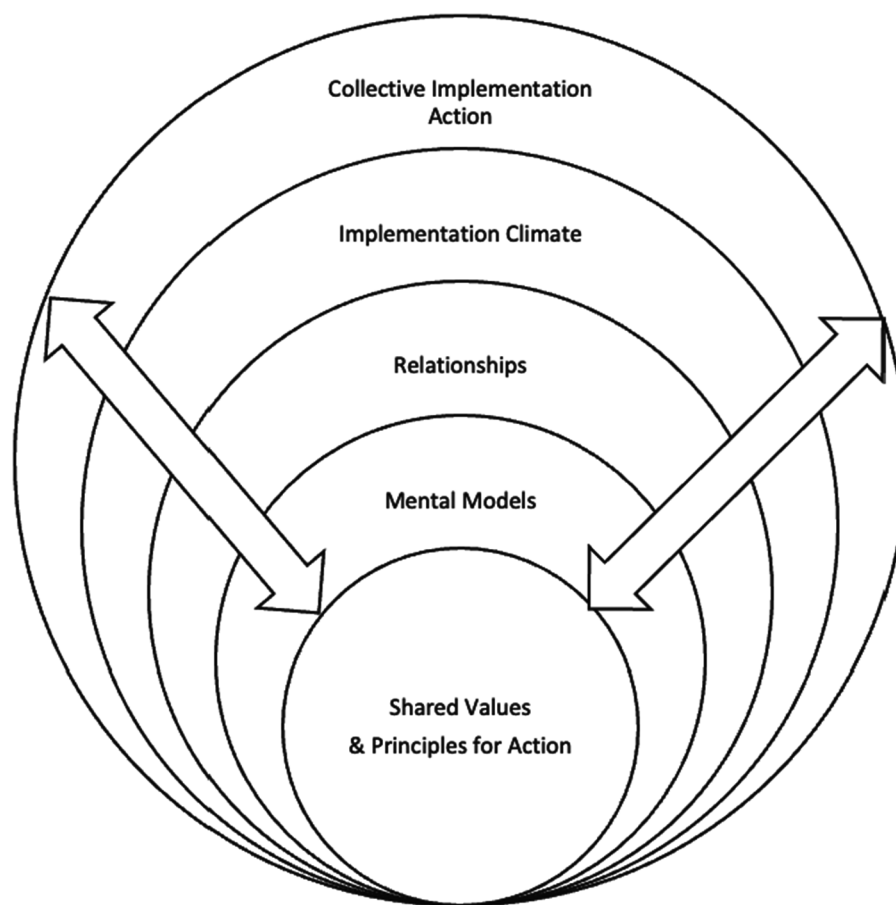 Collective Implementation
Action
Implementation Climate
Relationships
Mental Models
Shared Values
& Principles for Action